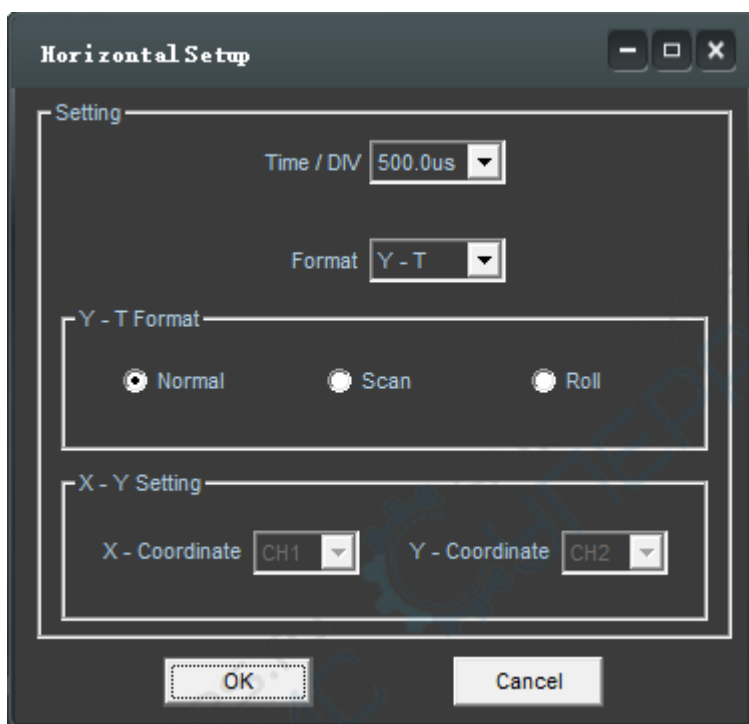 Horizontal Setup
Setting
Time / DIV 500.0us
Format Y - T
Y - T Format
Normal Scan Roll
X - Y Setting
X - Coordinate CH1 Y - Coordinate CH2
OK Cancel